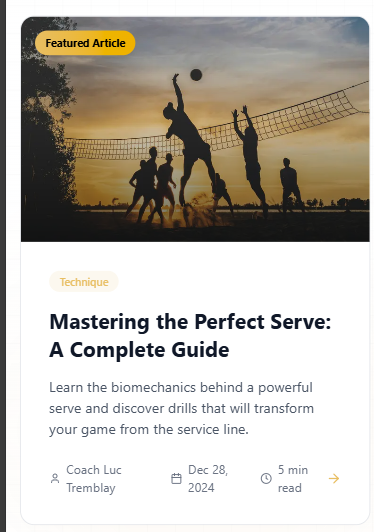 Featured Article
Technique
Mastering the Perfect Serve:
A Complete Guide
Learn the biomechanics behind a powerful
serve and discover drills that will transform
your game from the service line.
Coach Luc
Tremblay
Dec 28,
2024
5 min
read